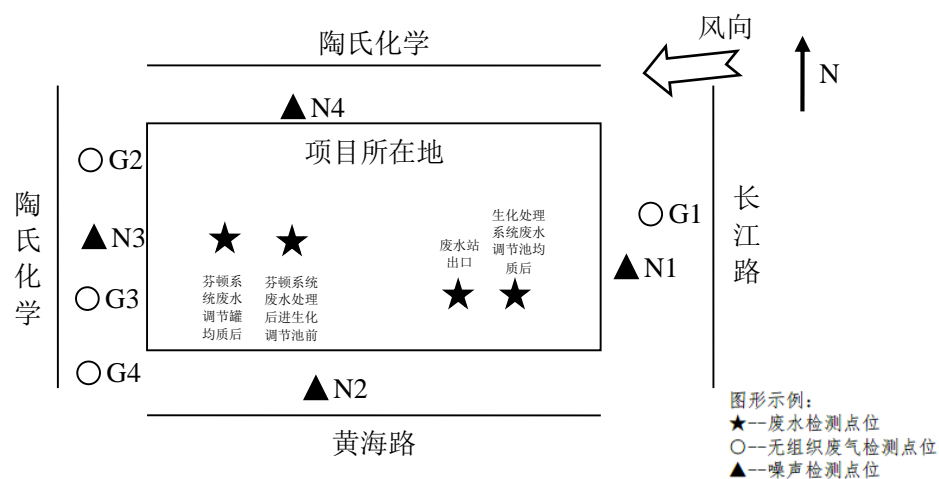 陶氏化学
风向
N
N4
项目所在地
G2
陶氏化学
N3
G3
G4
芬顿系
统废水
调节罐
均质后
芬顿系统
废水处理
后进生化
调节池前
废水站
出口
生化处理
系统废水
调节池均
质后
G1
N1
长江路
N2
黄海路
图形示例:
★--废水检测点位
○--无组织废气检测点位
▲--噪声检测点位